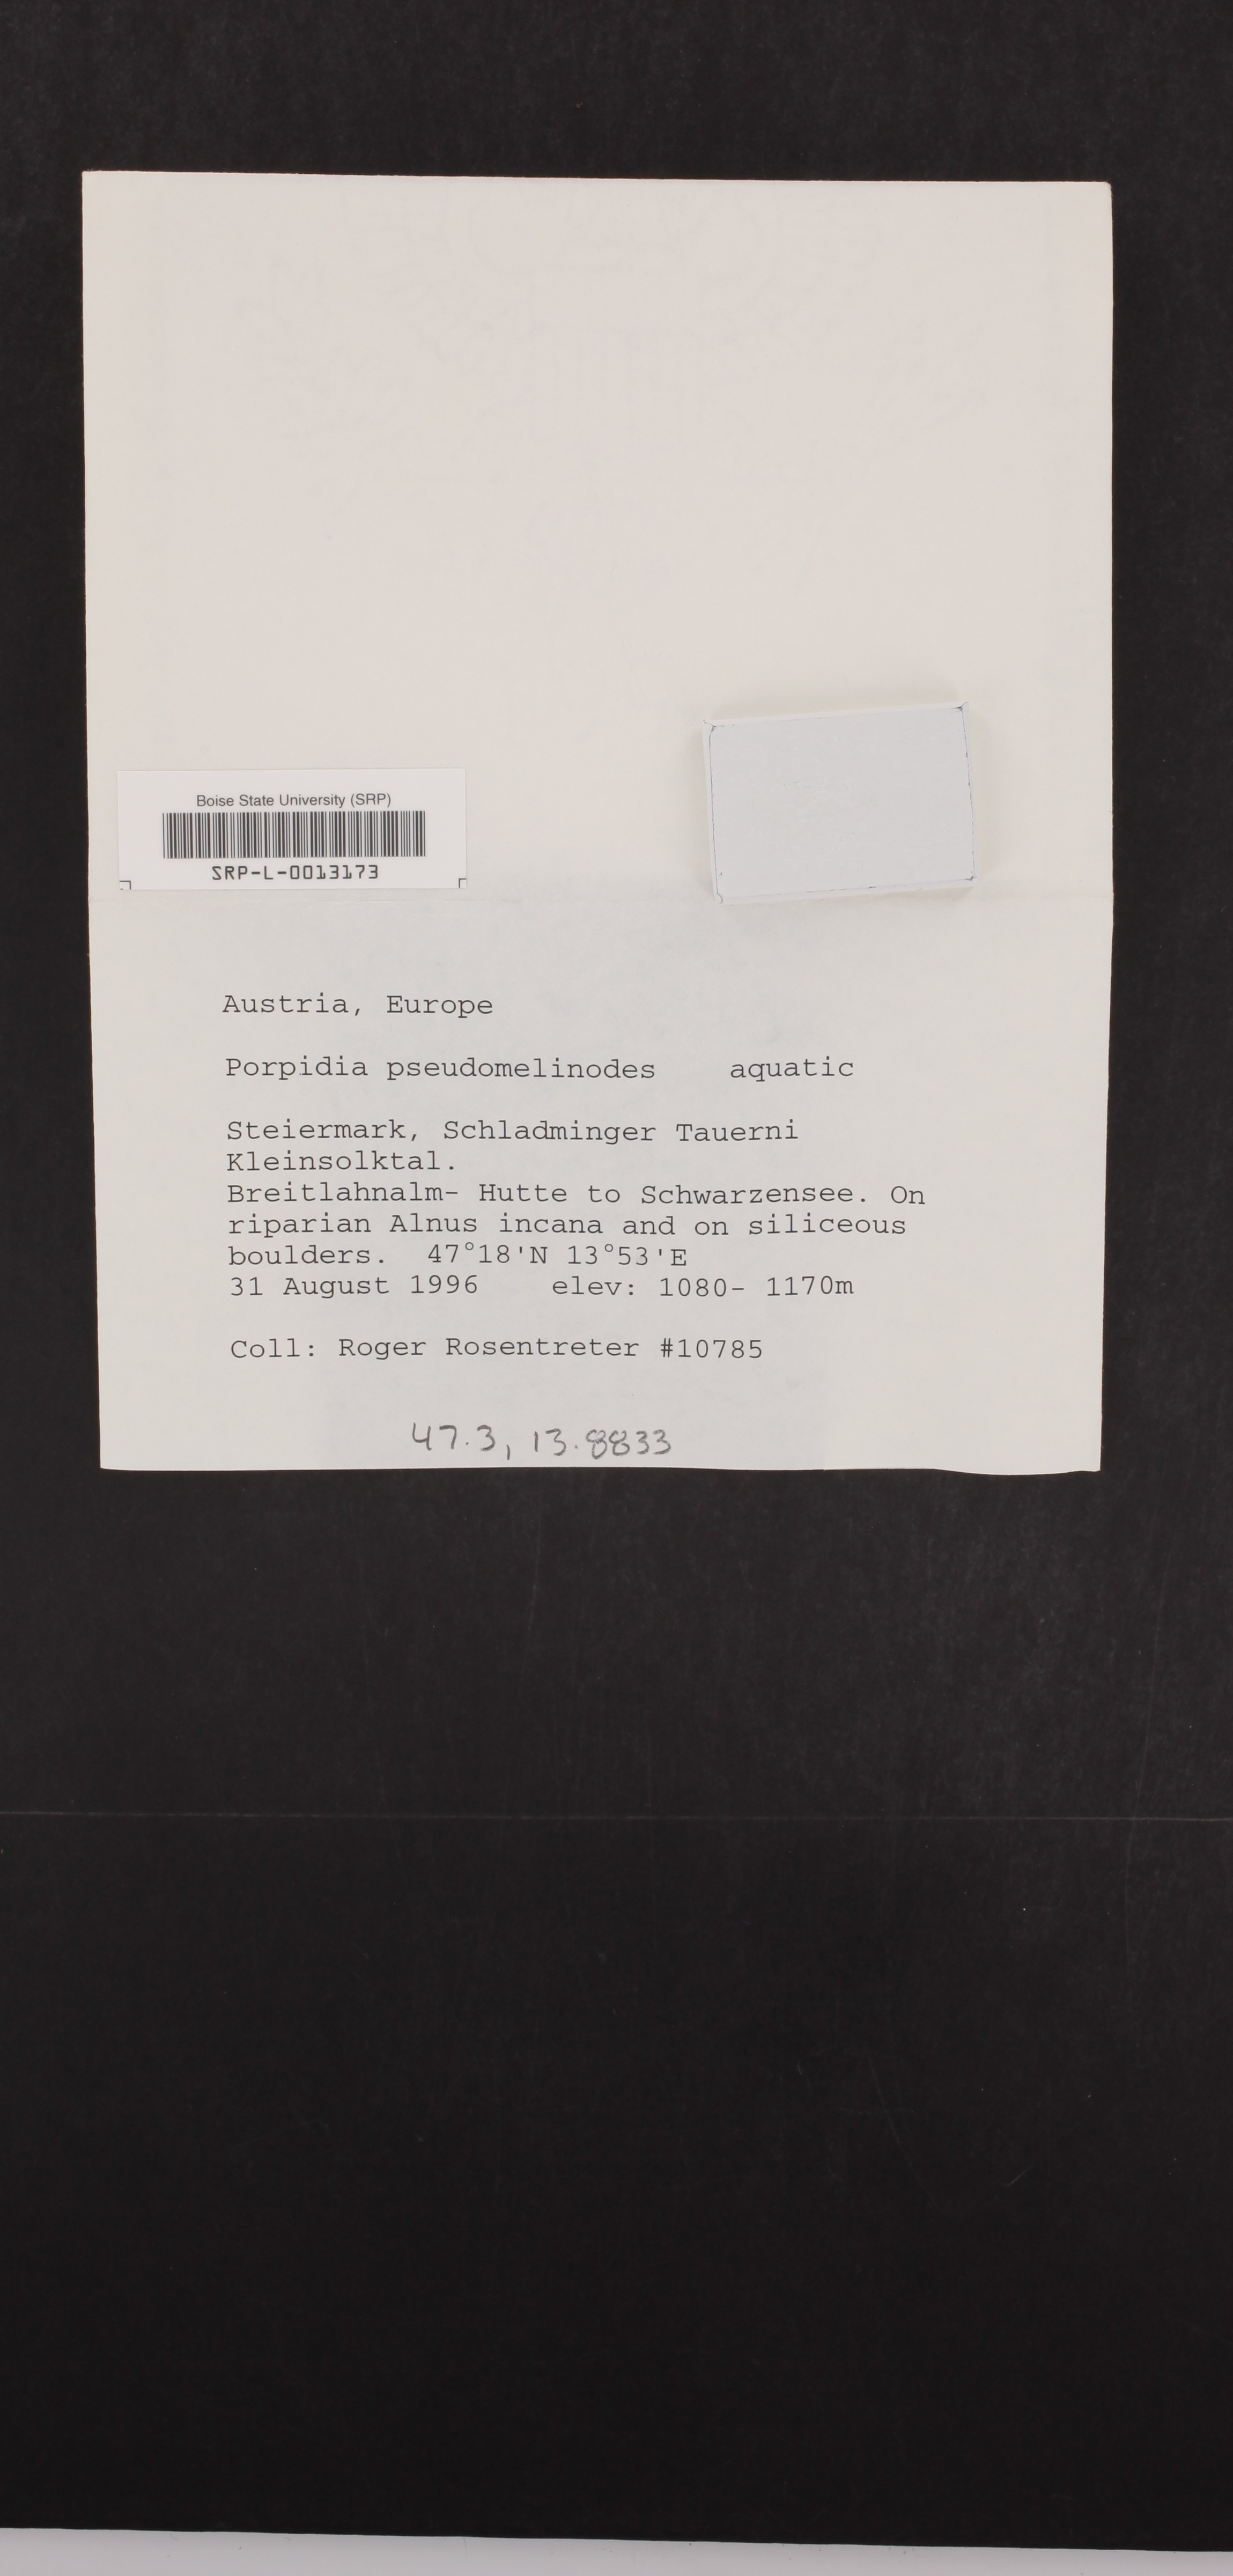 Boise State University (SRP)
SRP-L-0013173
Austria, Europe
Porpidia pseudomelinodes aquatic
Steiermark, Schladminger Tauerni
Kleinsolktal.
Breitlahnalm- Hutte to Schwarzensee. On
riparian Alnus incana and on siliceous
boulders. 47°18'N 13°53'E
31 August 1996 elev: 1080- 1170m
Coll: Roger Rosentreter #10785
47.3, 13.8833